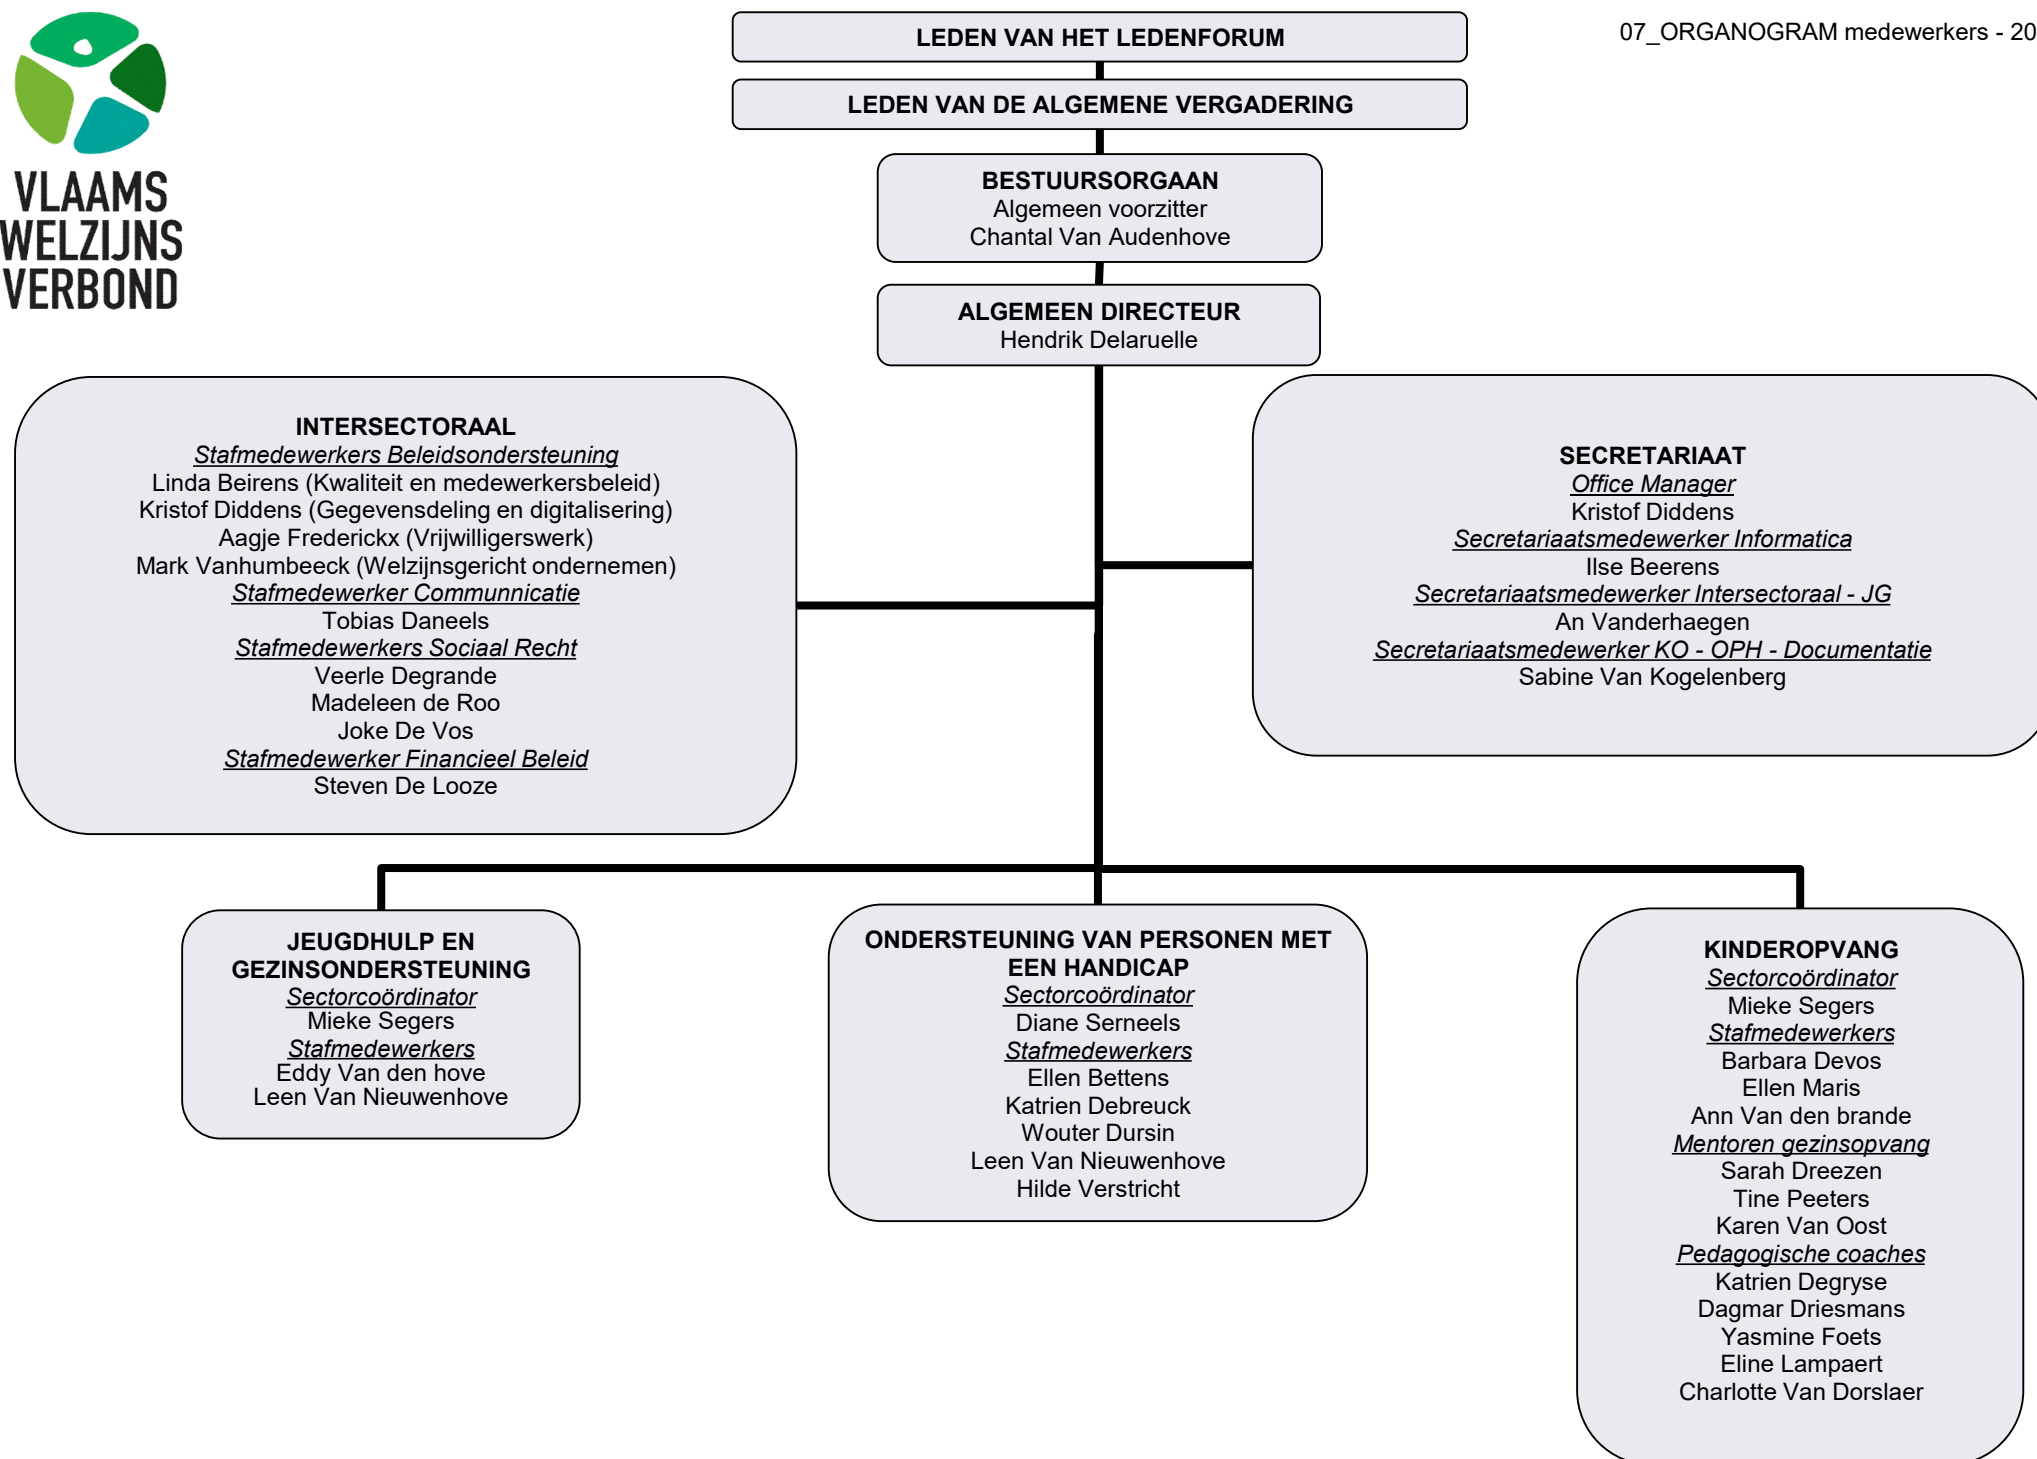 VLAAMS
WELZIJNS
VERBOND
07_ORGANOGRAM medewerkers - 20
LEDEN VAN HET LEDENFORUM
LEDEN VAN DE ALGEMENE VERGADERING
BESTUURSORGAAN
Algemeen voorzitter
Chantal Van Audenhove
ALGEMEEN DIRECTEUR
Hendrik Delaruelle
INTERSECTORAAL
Stafmedewerkers Beleidsondersteuning
Linda Beirens (Kwaliteit en medewerkersbeleid)
Kristof Diddens (Gegevensdeling en digitalisering)
Aagje Frederickx (Vrijwilligerswerk)
Mark Vanhumbeeck (Welzijnsgericht ondernemen)
Stafmedewerker Communnicatie
Tobias Daneels
Stafmedewerkers Sociaal Recht
Veerle Degrande
Madeleen de Roo
Joke De Vos
Stafmedewerker Financieel Beleid
Steven De Looze
SECRETARIAAT
Office Manager
Kristof Diddens
Secretariaatsmedewerker Informatica
Ilse Beerens
Secretariaatsmedewerker Intersectoraal - JG
An Vanderhaegen
Secretariaatsmedewerker KO - OPH - Documentatie
Sabine Van Kogelenberg
JEUGDHULP EN
GEZINSONDERSTEUNING
Sectorcoördinator
Mieke Segers
Stafmedewerkers
Eddy Van den hove
Leen Van Nieuwenhove
ONDERSTEUNING VAN PERSONEN MET
EEN HANDICAP
Sectorcoördinator
Diane Serneels
Stafmedewerkers
Ellen Bettens
Katrien Debreuck
Wouter Dursin
Leen Van Nieuwenhove
Hilde Verstricht
KINDEROPVANG
Sectorcoördinator
Mieke Segers
Stafmedewerkers
Barbara Devos
Ellen Maris
Ann Van den brande
Mentoren gezinsopvang
Sarah Dreezen
Tine Peeters
Karen Van Oost
Pedagogische coaches
Katrien Degryse
Dagmar Driesmans
Yasmine Foets
Eline Lampaert
Charlotte Van Dorslaer